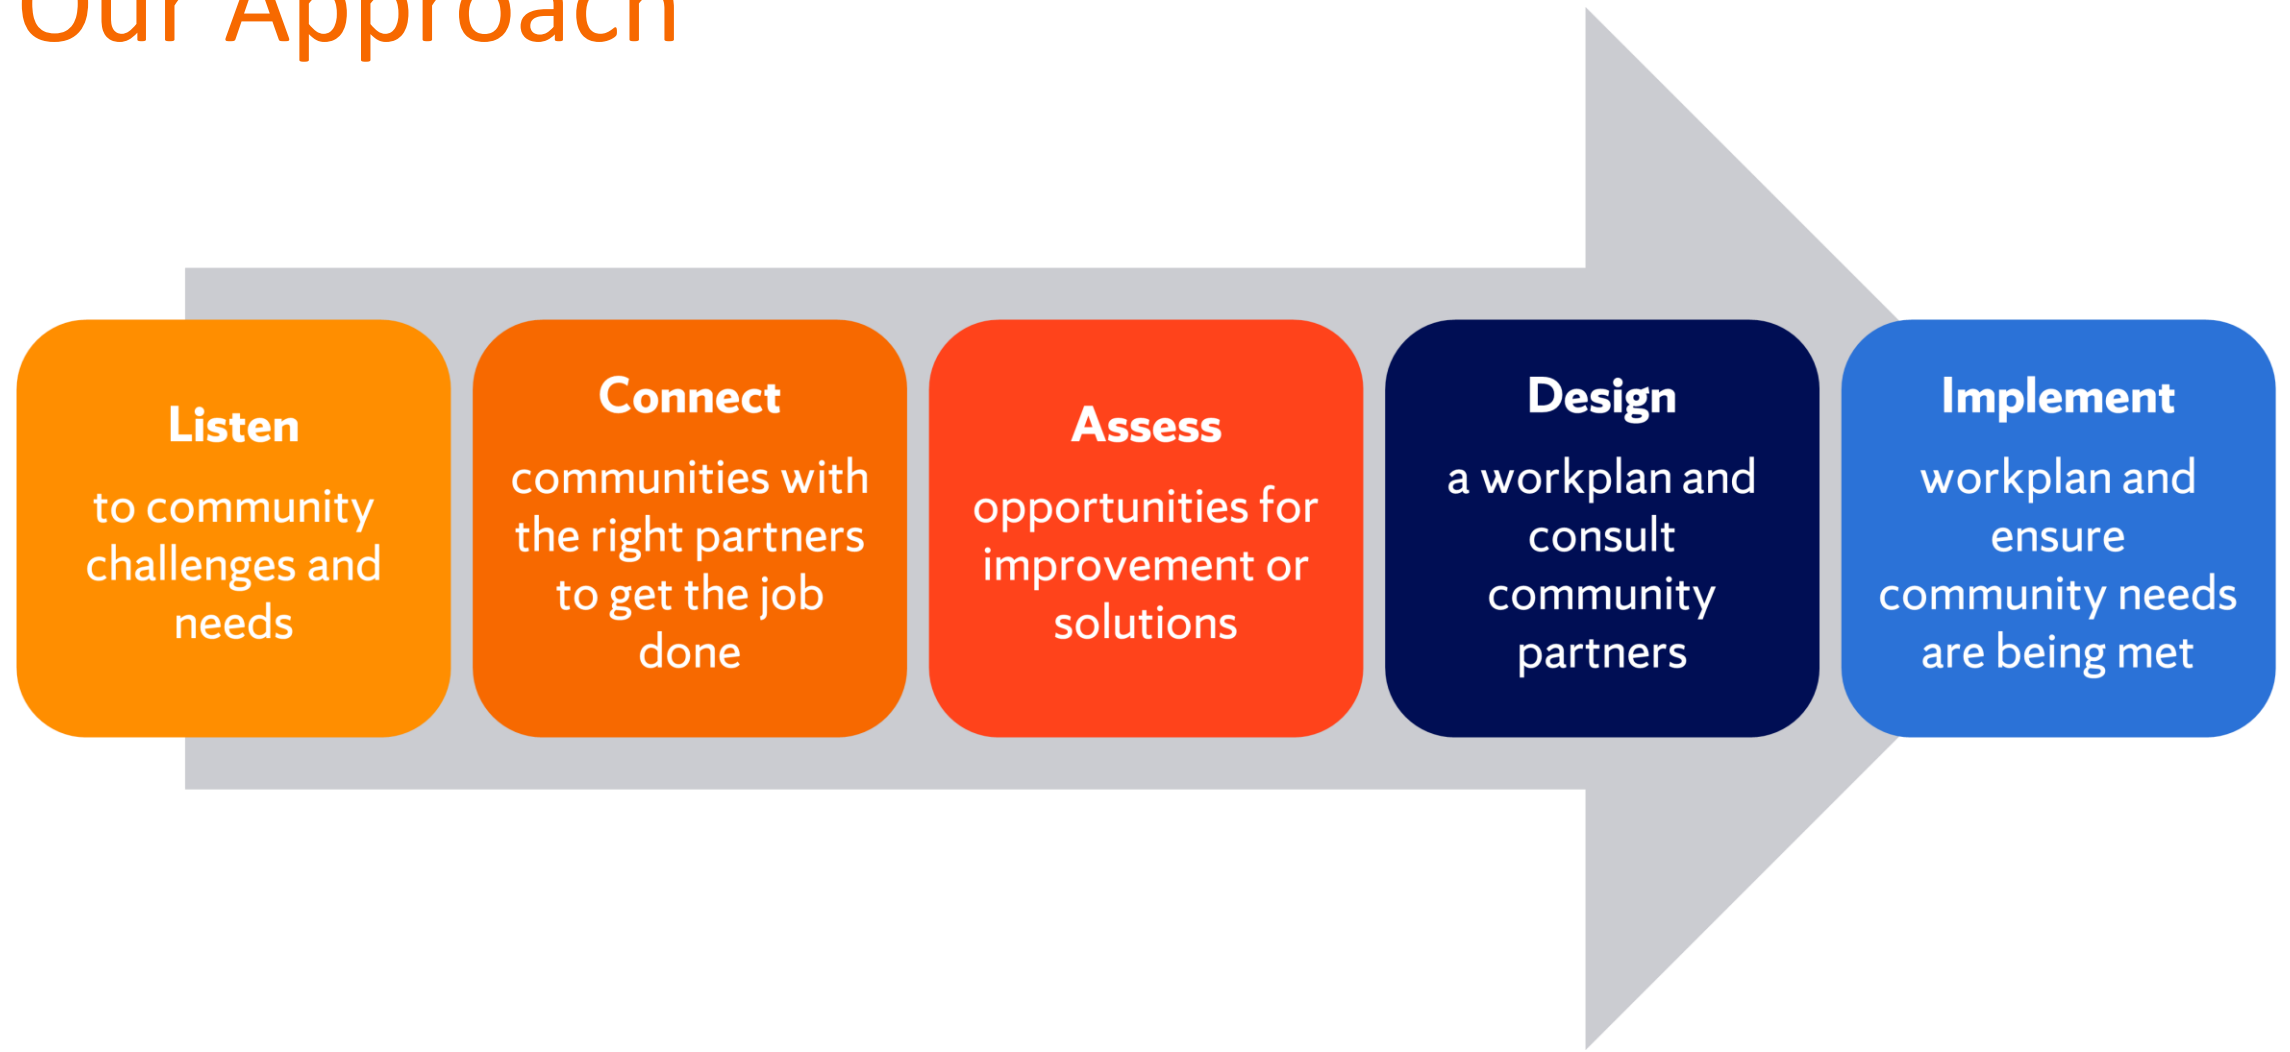 Our Approach
Listen
to community
challenges and
needs
Connect
communities with
the right partners
to get the job
done
Assess
opportunities for
improvement or
solutions
Design
a workplan and
consult
community
partners
Implement
workplan and
ensure
community needs
are being met